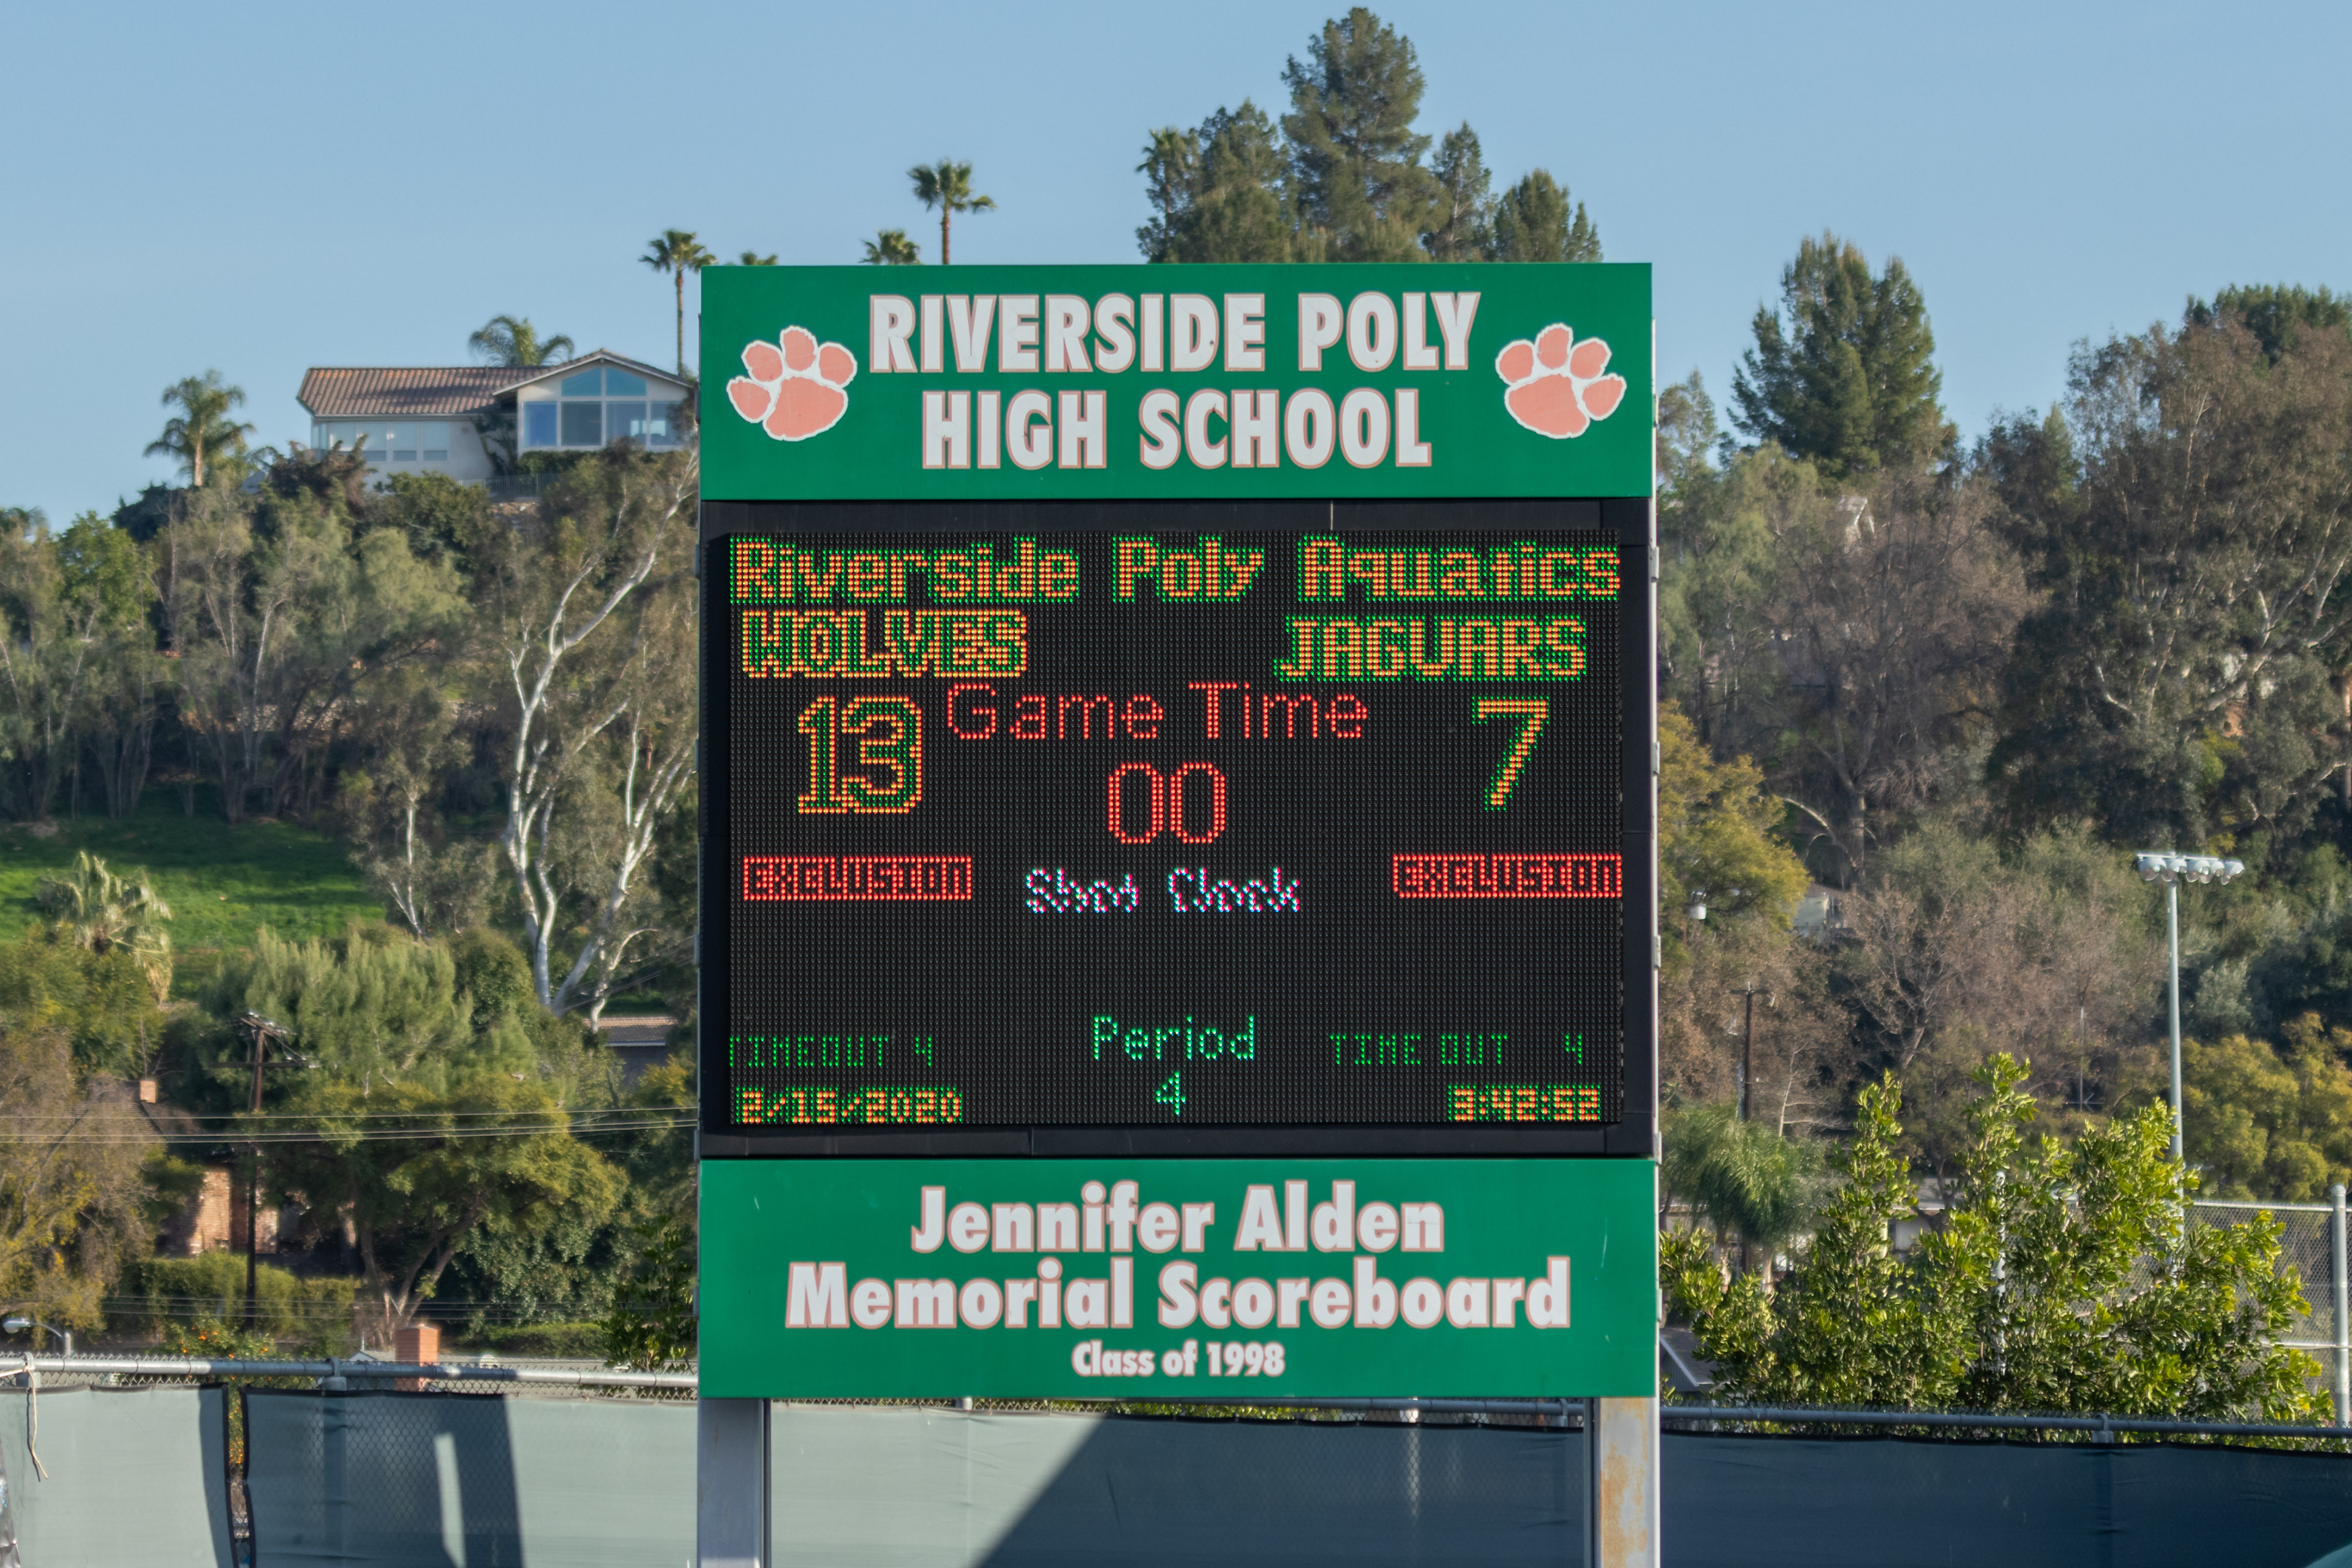 RIVERSIDE POLY
HIGH SCHOOL
Riverside Poly Aquatics
WOLVES JAGUARS
13 Game Time 7
00
EXCLUSION Shot Clock EXCLUSION
Period
TIMEOUT 4 TIME OUT 4
2/15/2020 4 3:42:52
Jennifer Alden
Memorial Scoreboard
Class of 1998